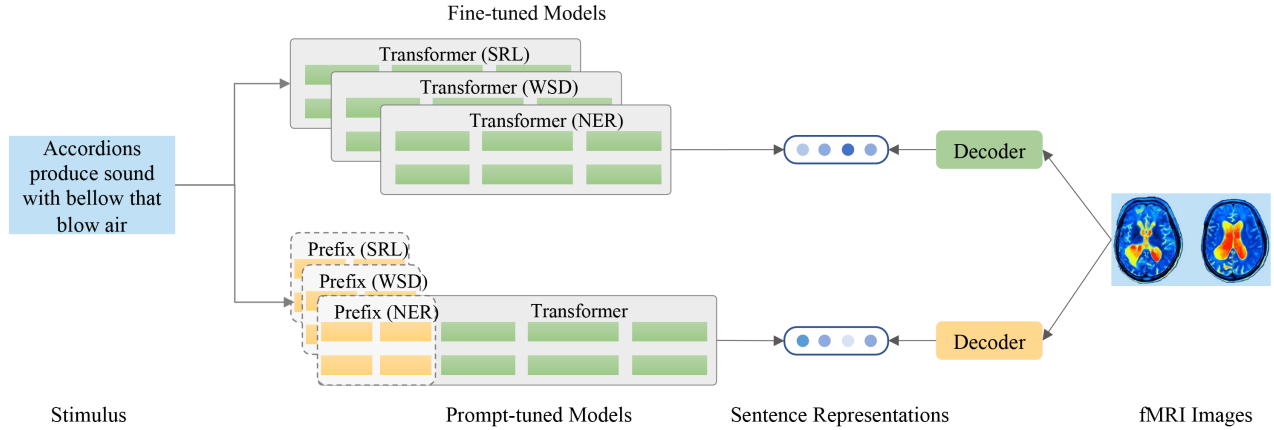 Fine-tuned Models
Transformer (SRL)
Transformer (WSD)
Transformer (NER)
Accordions
produce sound
with bellow that
blow air
Decoder
Prefix (SRL)
Prefix (WSD)
Prefix (NER)
Transformer
Decoder
Stimulus
Prompt-tuned Models
Sentence Representations
fMRI Images